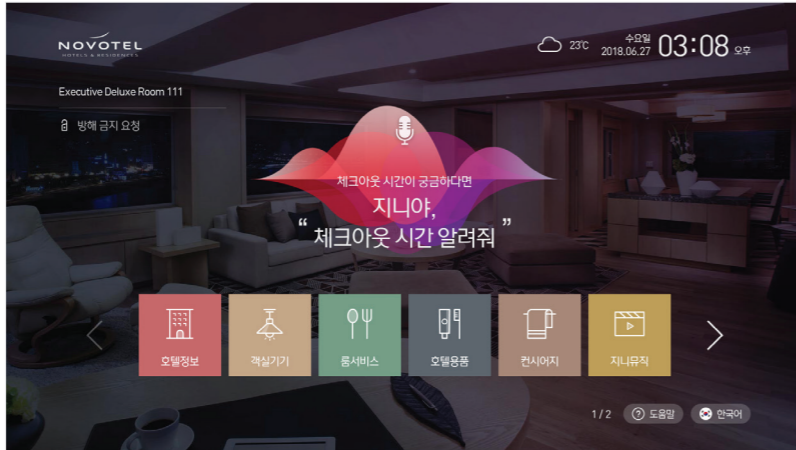 NOVOTEL
HOTELS & RESIDENCES
23℃
수요일
2018.06.27
03:08 오후
Executive Deluxe Room 111
방해 금지 요청
체크아웃 시간이 궁금하다면
지니야,
“ 체크아웃 시간 알려줘 ”
호텔정보
객실기기
룸서비스
호텔용품
컨시어지
지니뮤직
1 / 2
? 도움말
한국어